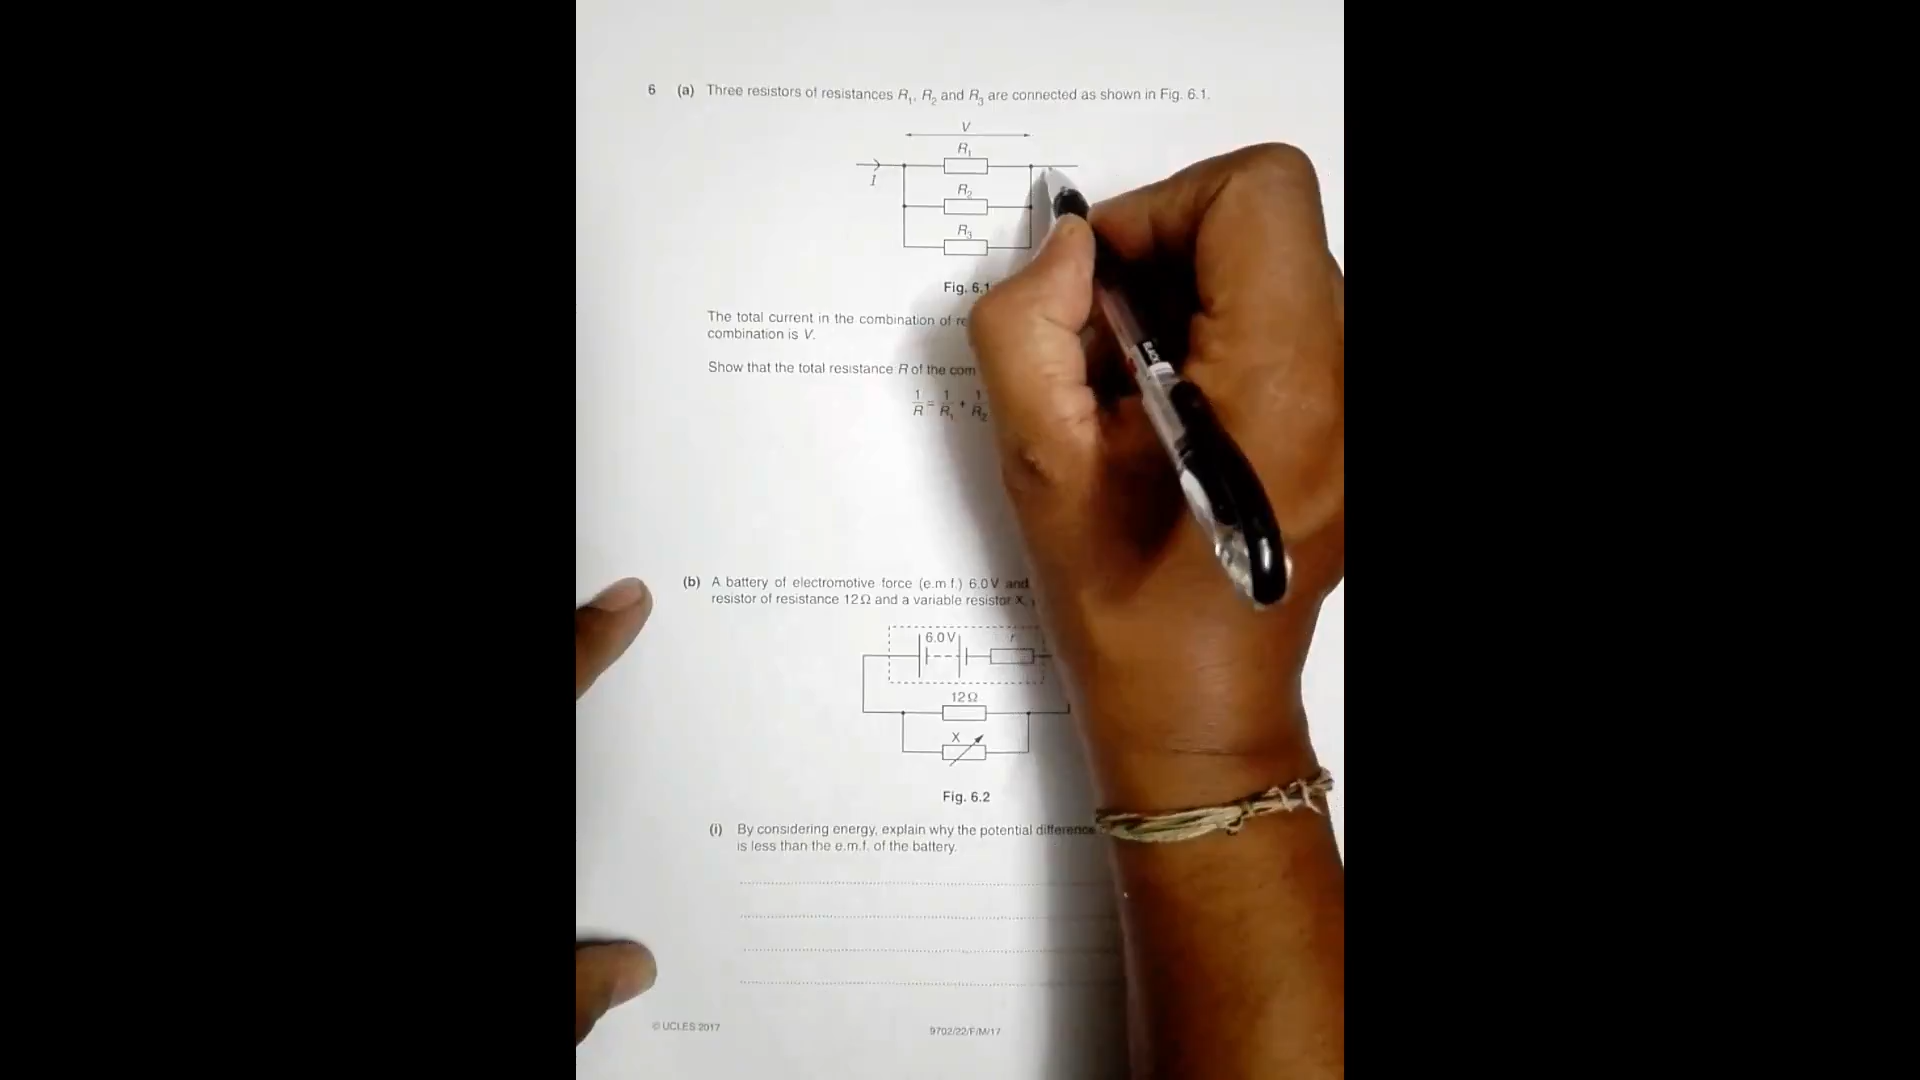 6 (a) Three resistors of resistances R1, R2 and R3 are connected as shown in Fig. 6.1.
V
R1
I
R2
R3
Fig. 6.1
The total current in the combination of
combination is V.
Show that the total resistance R of the
1/R = 1/R1 + 1/R2
(b) A battery of electromotive force (e.m.f.) 6.0 V and
resistor of resistance 12 Ω and a variable resistor X,
6.0 V r
12 Ω
X
Fig. 6.2
(i) By considering energy, explain why the potential difference
is less than the e.m.f. of the battery.
© UCLES 2017
9702/22/F/M/17
BLACK